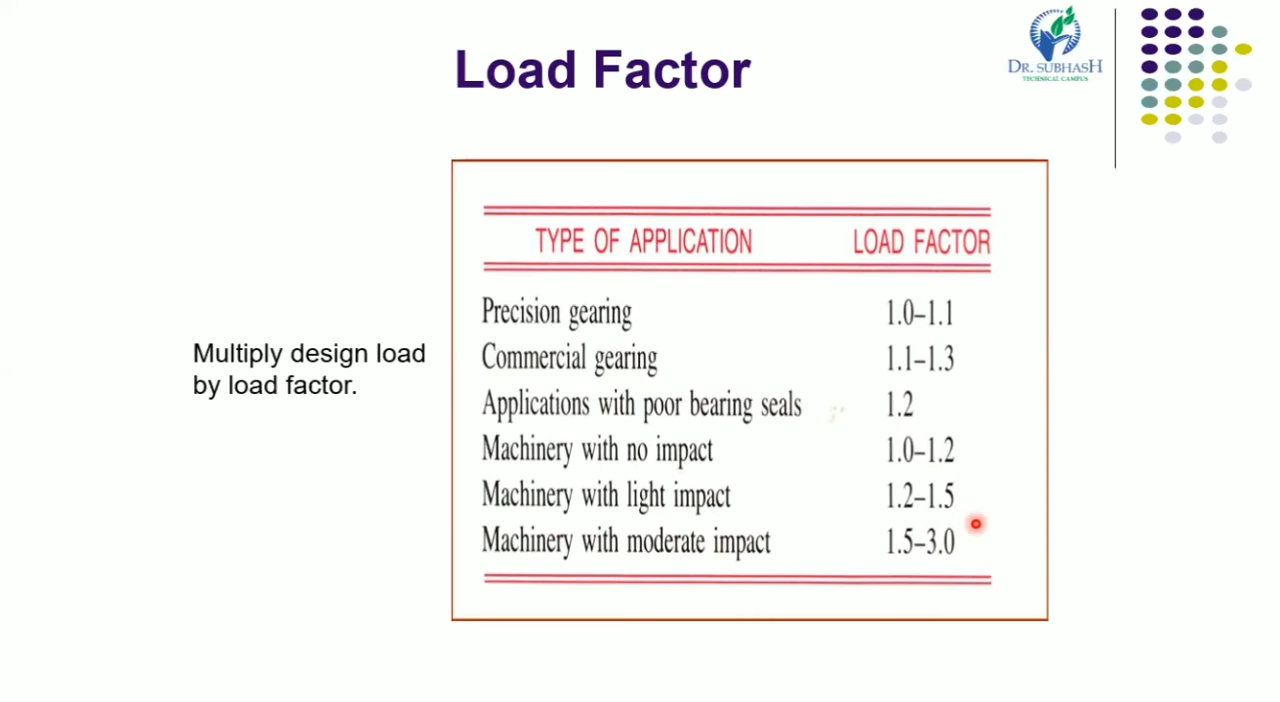 Load Factor
DR. SUBHASH
TECHNICAL CAMPUS
Multiply design load
by load factor.
TYPE OF APPLICATION LOAD FACTOR
Precision gearing 1.0–1.1
Commercial gearing 1.1–1.3
Applications with poor bearing seals 1.2
Machinery with no impact 1.0–1.2
Machinery with light impact 1.2–1.5
Machinery with moderate impact 1.5–3.0